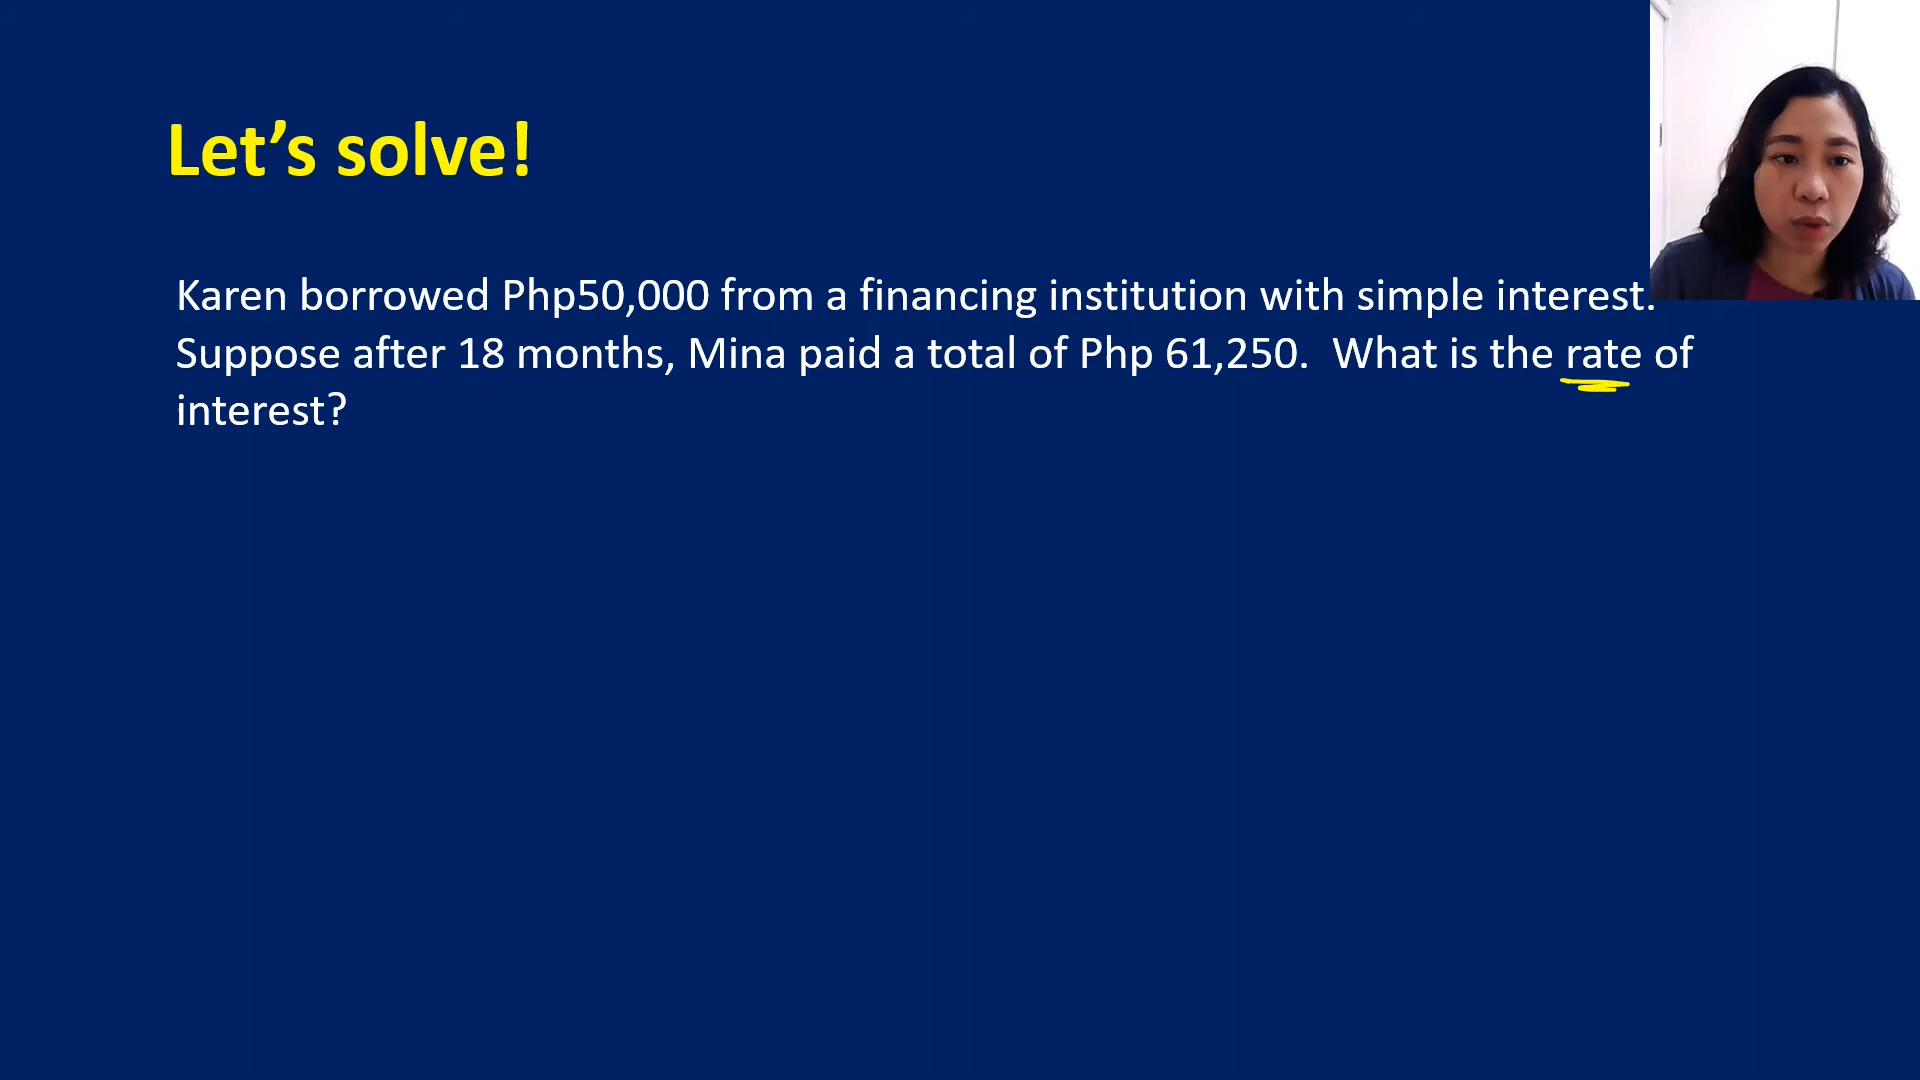 Let’s solve!
Karen borrowed Php50,000 from a financing institution with simple interest.
Suppose after 18 months, Mina paid a total of Php 61,250.  What is the rate of
interest?